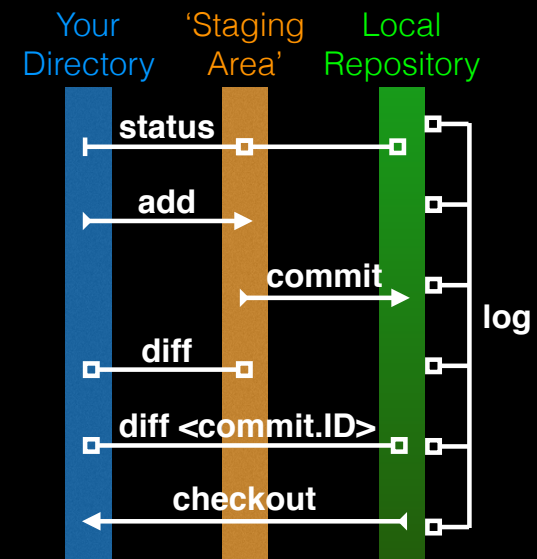 Your
Directory
‘Staging
Area’
Local
Repository
status
add
commit
log
diff
diff <commit.ID>
checkout